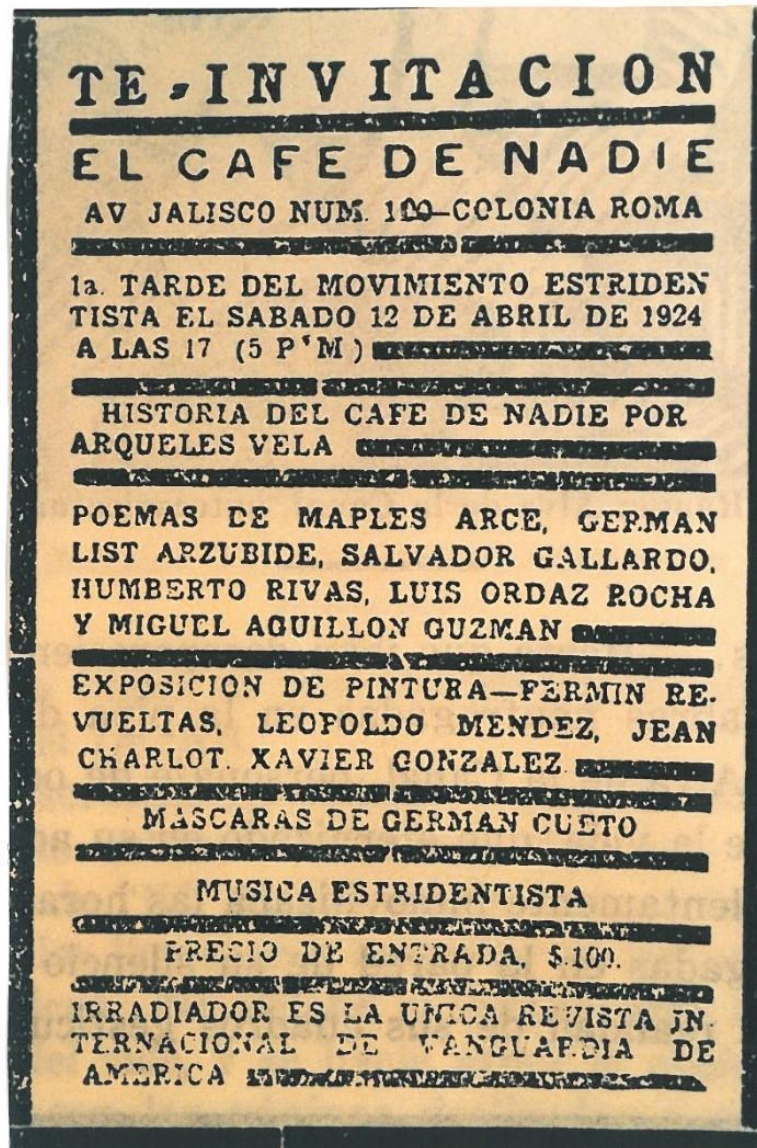 TE-INVITACION
EL CAFE DE NADIE
AV JALISCO NUM. 100—COLONIA ROMA
1a. TARDE DEL MOVIMIENTO ESTRIDEN
TISTA EL SABADO 12 DE ABRIL DE 1924
A LAS 17 (5 P'M)
HISTORIA DEL CAFE DE NADIE POR
ARQUELES VELA
POEMAS DE MAPLES ARCE, GERMAN
LIST ARZUBIDE, SALVADOR GALLARDO,
HUMBERTO RIVAS, LUIS ORDAZ ROCHA
Y MIGUEL AGUILLON GUZMAN
EXPOSICION DE PINTURA—FERMIN RE-
VUELTAS, LEOPOLDO MENDEZ, JEAN
CHARLOT. XAVIER GONZALEZ.
MASCARAS DE GERMAN CUETO
MUSICA ESTRIDENTISTA
PRECIO DE ENTRADA, $.100.
IRRADIADOR ES LA UNICA REVISTA IN-
TERNACIONAL DE VANGUARDIA DE
AMERICA